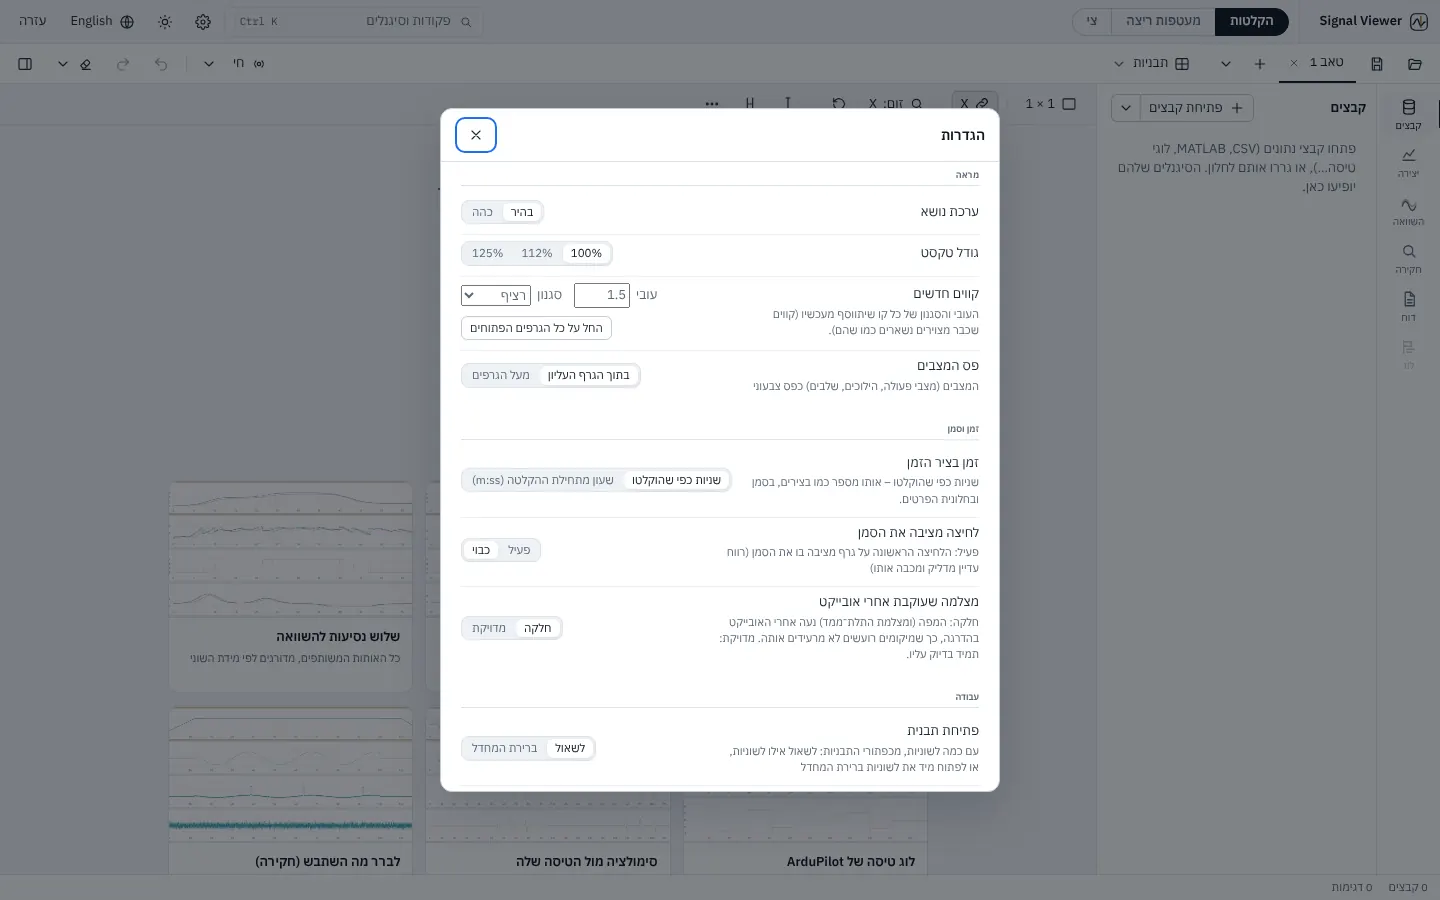 Signal Viewer
הקלטות
מעטפות ריצה
צי
פקודות וסיגנלים
Ctrl K
English
עזרה
טאב 1
תבניות
חי
1 × 1
X
זום: X
קבצים
פתיחת קבצים
פתחו קבצי נתונים (CSV, MATLAB, לוגי
טיסה...), או גררו אותם לחלון. הסיגנלים שלהם
יופיעו כאן.
קבצים
יצירה
השוואה
חקירה
דוח
הגדרות
מראה
ערכת נושא
בהיר
כהה
גודל טקסט
100%
112%
125%
קווים חדשים
העובי והסגנון של כל קו שיתווסף מעכשיו (קווים
שכבר מצוירים נשארים כמו שהם).
עובי
1.5
סגנון
רציף
החל על כל הגרפים הפתוחים
פס המצבים
המצבים (מצבי פעולה, הילוכים, שלבים) כפס צבעוני
בתוך הגרף העליון
מעל הגרפים
זמן וסמן
זמן בציר הזמן
שניות כפי שהוקלטו – אותו מספר כמו בצירים, בסמן
ובחלונית הפרטים.
שניות כפי שהוקלטו
שעון מתחילת ההקלטה (m:ss)
לחיצה מציבה את הסמן
פעיל: הלחיצה הראשונה על גרף מציבה בו את הסמן (רווח
עדיין מדליק ומכבה אותו)
פעיל
כבוי
מצלמה שעוקבת אחרי אובייקט
חלקה: המפה (ומצלמת התלת־ממד) נעה אחרי האובייקט
בהדרגה, כך שמיקומים רועשים לא מרעידים אותה. מדויקת:
תמיד בדיוק עליו.
חלקה
מדויקת
עבודה
פתיחת תבנית
עם כמה לשוניות, מכפתורי התבניות: לשאול אילו לשוניות,
או לפתוח מיד את לשוניות ברירת המחדל
לשאול
ברירת המחדל
שלוש נסיעות להשוואה
כל האותות המשותפים, מדורגים לפי מידת השוני
לוג טיסה של ArduPilot
סימולציה מול הטיסה שלה
לברר מה השתבש (חקירה)
0 קבצים
0 דגימות